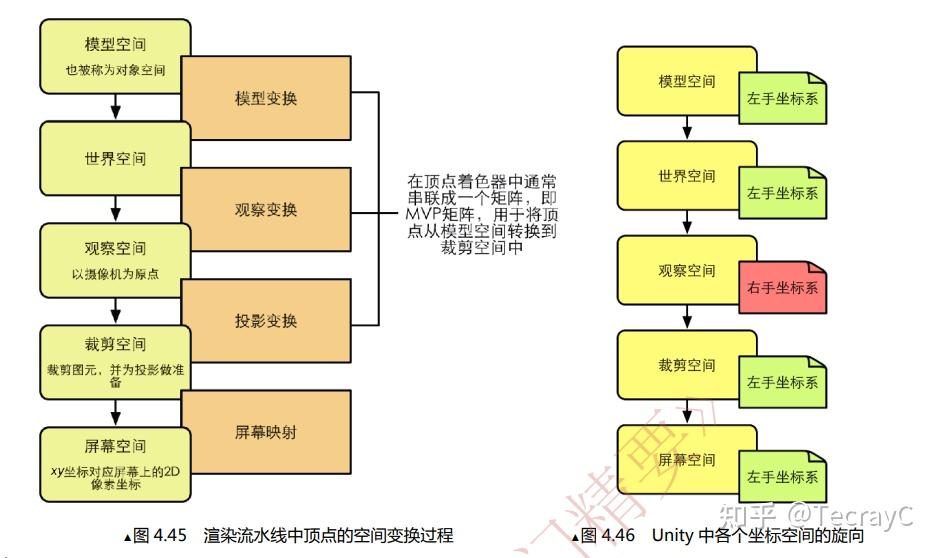 模型空间
也被称为对象空间
模型变换
世界空间
观察变换
观察空间
以摄像机为原点
投影变换
裁剪空间
裁剪图元，并为投影做准
备
屏幕映射
屏幕空间
xy坐标对应屏幕上的2D
像素坐标
在顶点着色器中通常
串联成一个矩阵，即
MVP矩阵，用于将顶
点从模型空间转换到
裁剪空间中
▲图 4.45 渲染流水线中顶点的空间变换过程
模型空间
左手坐标系
世界空间
左手坐标系
观察空间
右手坐标系
裁剪空间
左手坐标系
屏幕空间
左手坐标系
▲图 4.46 Unity 中各个坐标空间的旋向
门精要》
知乎 @TecrayC